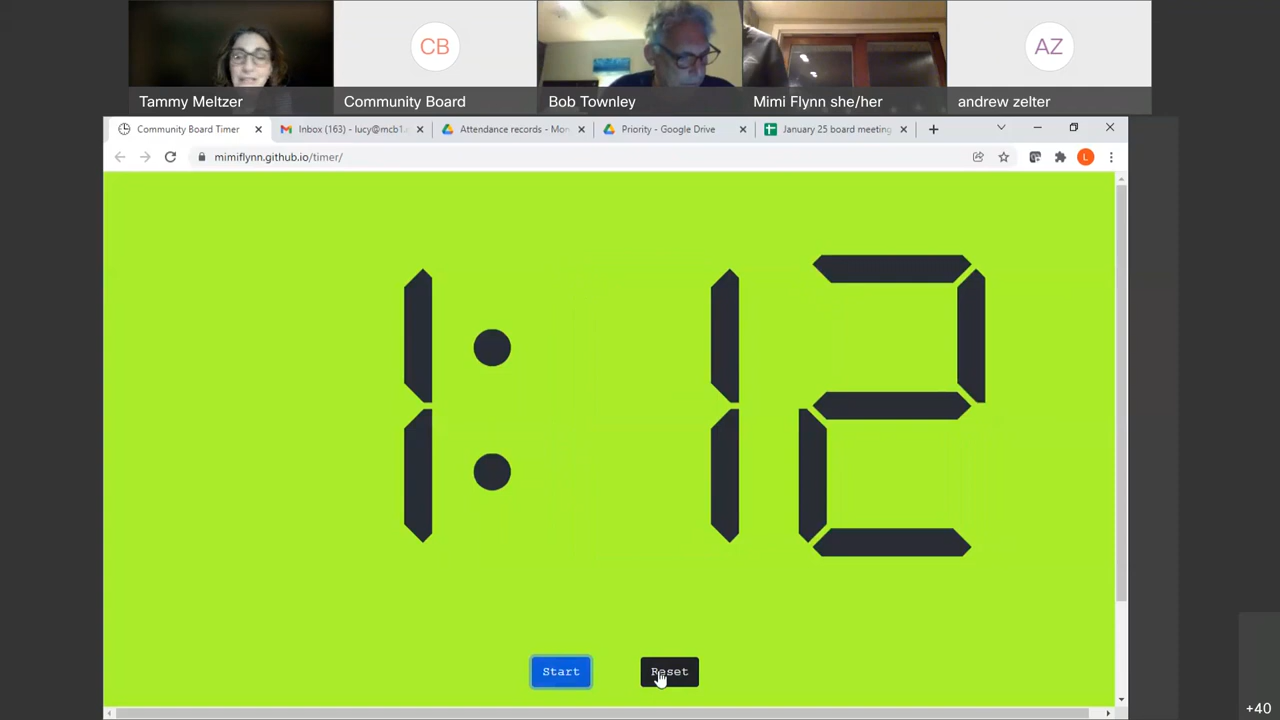 CB
AZ
Tammy Meltzer
Community Board
Bob Townley
Mimi Flynn she/her
andrew zelter
Community Board Timer
Inbox (163) - lucy@mcb1.
Attendance records - Mon
Priority - Google Drive
January 25 board meeting
mimiflynn.github.io/timer/
L
1:12
Start
Reset
+40